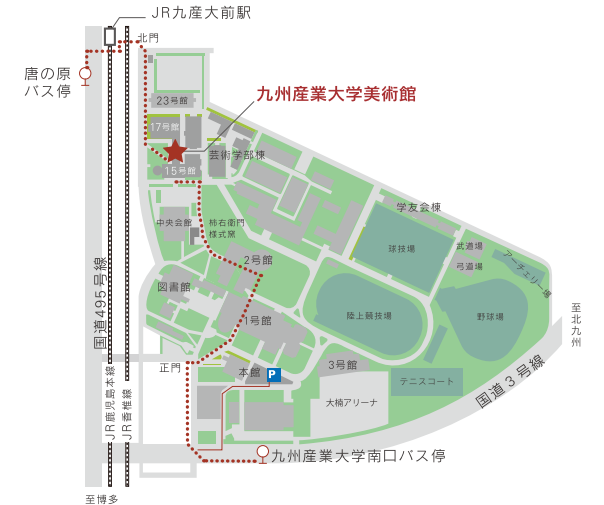 JR九産大前駅
北門
唐の原
バス停
九州産業大学美術館
23号館
17号館
芸術学部棟
15号館
学友会棟
中央会館
柿右衛門
様式窯
球技場
武道場
弓道場
アーチェリー場
2号館
国道495号線
図書館
至北九州
1号館
陸上競技場
野球場
正門
本館
P
3号館
テニスコート
国道3号線
大楠アリーナ
JR鹿児島本線
JR香椎線
九州産業大学南口バス停
至博多